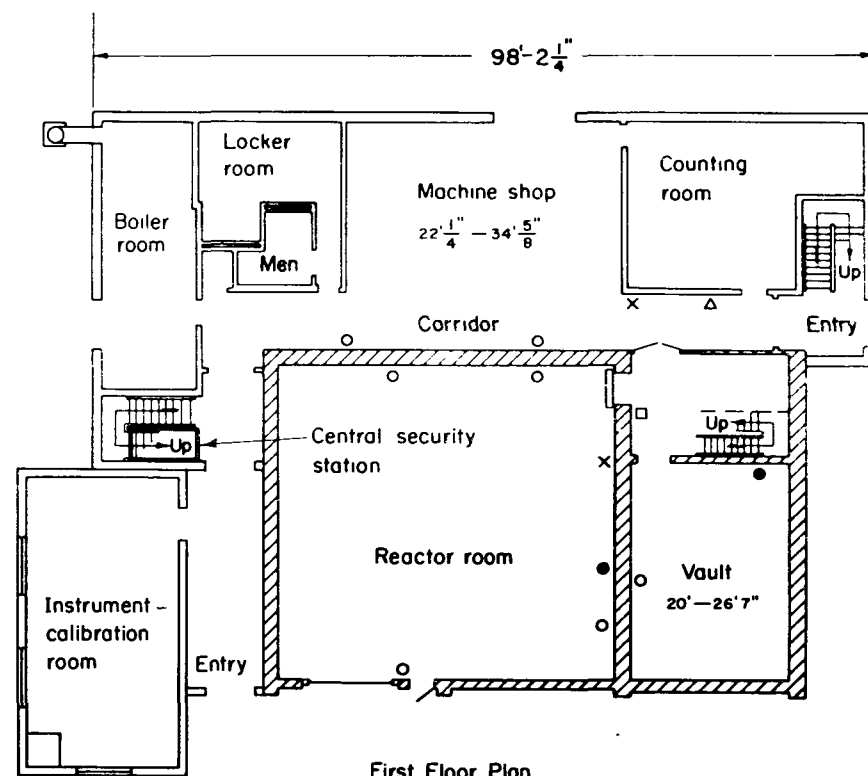 98'-2 1/4"
Locker
room
Counting
room
Machine shop
22' 1/4" — 34' 5/8"
Boiler
room
Men
Up
Corridor
Entry
Up
Up
Central security
station
Reactor room
Vault
20' — 26'7"
Instrument –
calibration
room
Entry
First Floor Plan